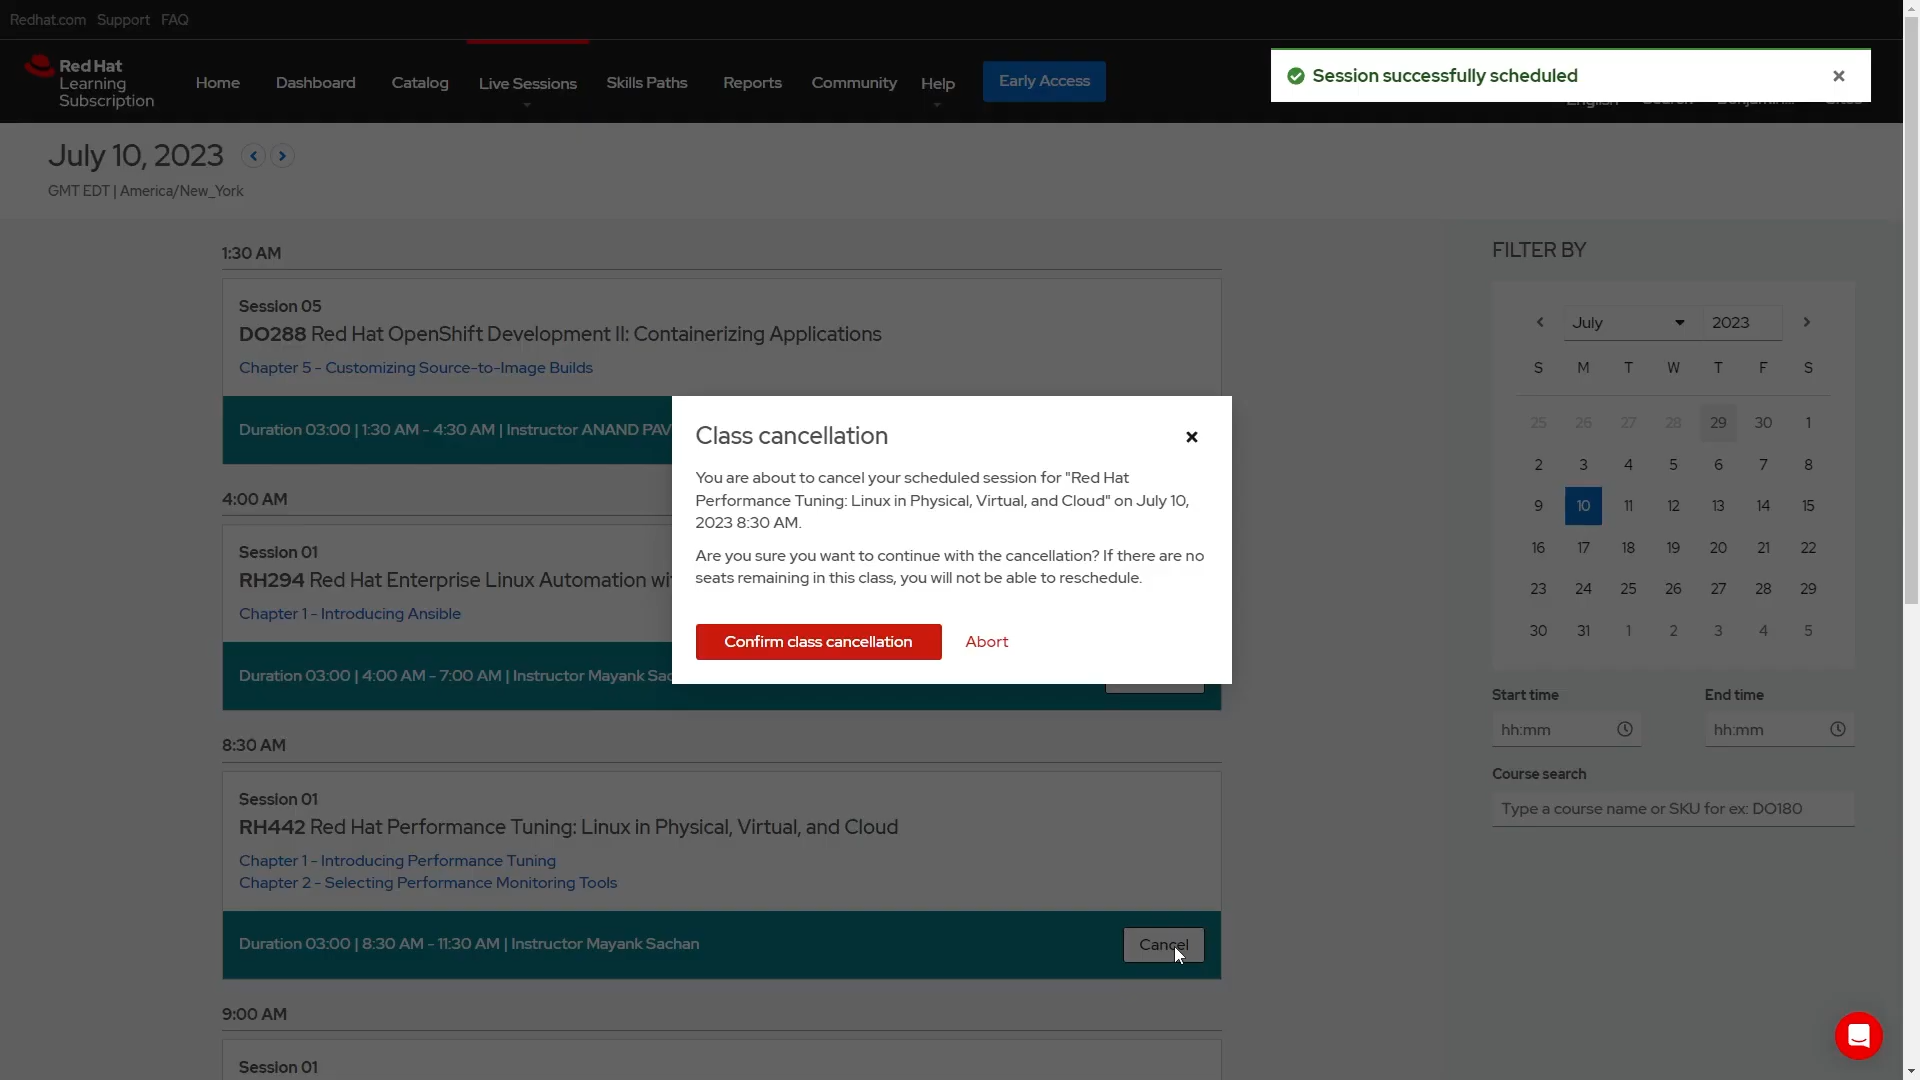 Redhat.com Support FAQ
Red Hat
Learning
Subscription
Home Dashboard Catalog Live Sessions Skills Paths Reports Community Help Early Access
Session successfully scheduled
July 10, 2023
GMT EDT | America/New_York
1:30 AM
Session 05
DO288 Red Hat OpenShift Development II: Containerizing Applications
Chapter 5 - Customizing Source-to-Image Builds
Duration 03:00 | 1:30 AM - 4:30 AM | Instructor ANAND PAV
4:00 AM
Session 01
RH294 Red Hat Enterprise Linux Automation wi
Chapter 1 - Introducing Ansible
Duration 03:00 | 4:00 AM - 7:00 AM | Instructor Mayank Sac
Class cancellation
You are about to cancel your scheduled session for "Red Hat
Performance Tuning: Linux in Physical, Virtual, and Cloud" on July 10,
2023 8:30 AM.
Are you sure you want to continue with the cancellation? If there are no
seats remaining in this class, you will not be able to reschedule.
Confirm class cancellation Abort
8:30 AM
Session 01
RH442 Red Hat Performance Tuning: Linux in Physical, Virtual, and Cloud
Chapter 1 - Introducing Performance Tuning
Chapter 2 - Selecting Performance Monitoring Tools
Duration 03:00 | 8:30 AM - 11:30 AM | Instructor Mayank Sachan
Cancel
9:00 AM
Session 01
FILTER BY
July 2023
S M T W T F S
25 26 27 28 29 30 1
2 3 4 5 6 7 8
9 10 11 12 13 14 15
16 17 18 19 20 21 22
23 24 25 26 27 28 29
30 31 1 2 3 4 5
Start time End time
hh:mm hh:mm
Course search
Type a course name or SKU for ex: DO180